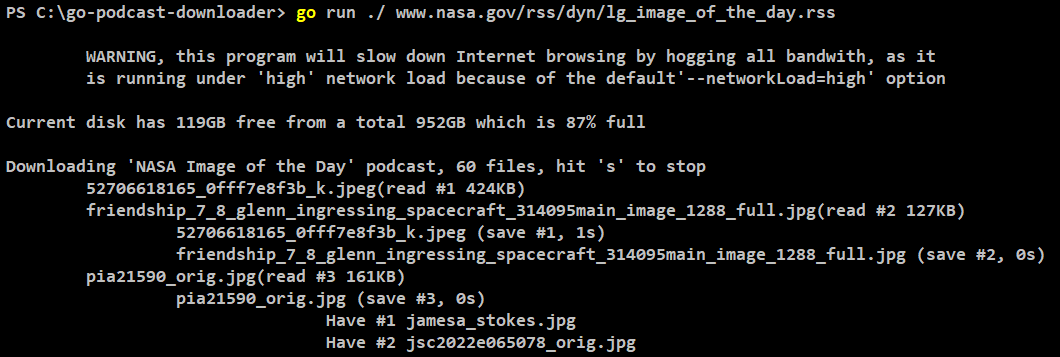 PS C:\go-podcast-downloader> go run ./ www.nasa.gov/rss/dyn/lg_image_of_the_day.rss
WARNING, this program will slow down Internet browsing by hogging all bandwith, as it
is running under 'high' network load because of the default'--networkLoad=high' option
Current disk has 119GB free from a total 952GB which is 87% full
Downloading 'NASA Image of the Day' podcast, 60 files, hit 's' to stop
52706618165_0fff7e8f3b_k.jpeg(read #1 424KB)
friendship_7_8_glenn_ingressing_spacecraft_314095main_image_1288_full.jpg(read #2 127KB)
52706618165_0fff7e8f3b_k.jpeg (save #1, 1s)
friendship_7_8_glenn_ingressing_spacecraft_314095main_image_1288_full.jpg (save #2, 0s)
pia21590_orig.jpg(read #3 161KB)
pia21590_orig.jpg (save #3, 0s)
Have #1 jamesa_stokes.jpg
Have #2 jsc2022e065078_orig.jpg